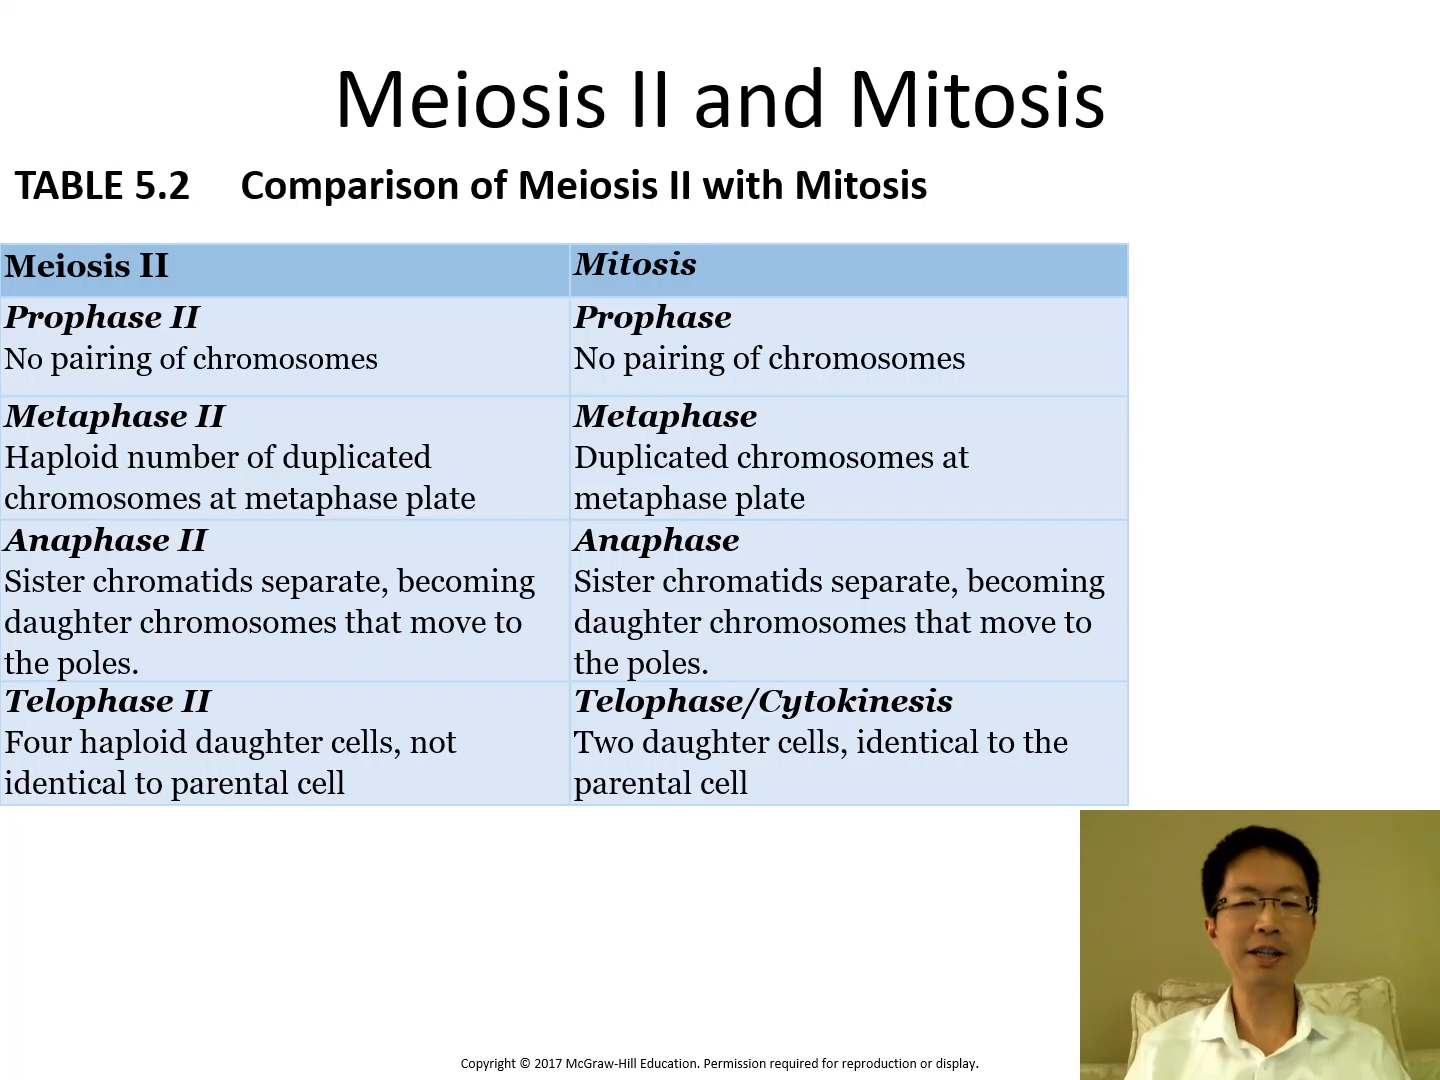 Meiosis II and Mitosis
TABLE 5.2 Comparison of Meiosis II with Mitosis
Meiosis II
Mitosis
Prophase II
No pairing of chromosomes
Prophase
No pairing of chromosomes
Metaphase II
Haploid number of duplicated
chromosomes at metaphase plate
Metaphase
Duplicated chromosomes at
metaphase plate
Anaphase II
Sister chromatids separate, becoming
daughter chromosomes that move to
the poles.
Anaphase
Sister chromatids separate, becoming
daughter chromosomes that move to
the poles.
Telophase II
Four haploid daughter cells, not
identical to parental cell
Telophase/Cytokinesis
Two daughter cells, identical to the
parental cell
Copyright © 2017 McGraw-Hill Education. Permission required for reproduction or display.